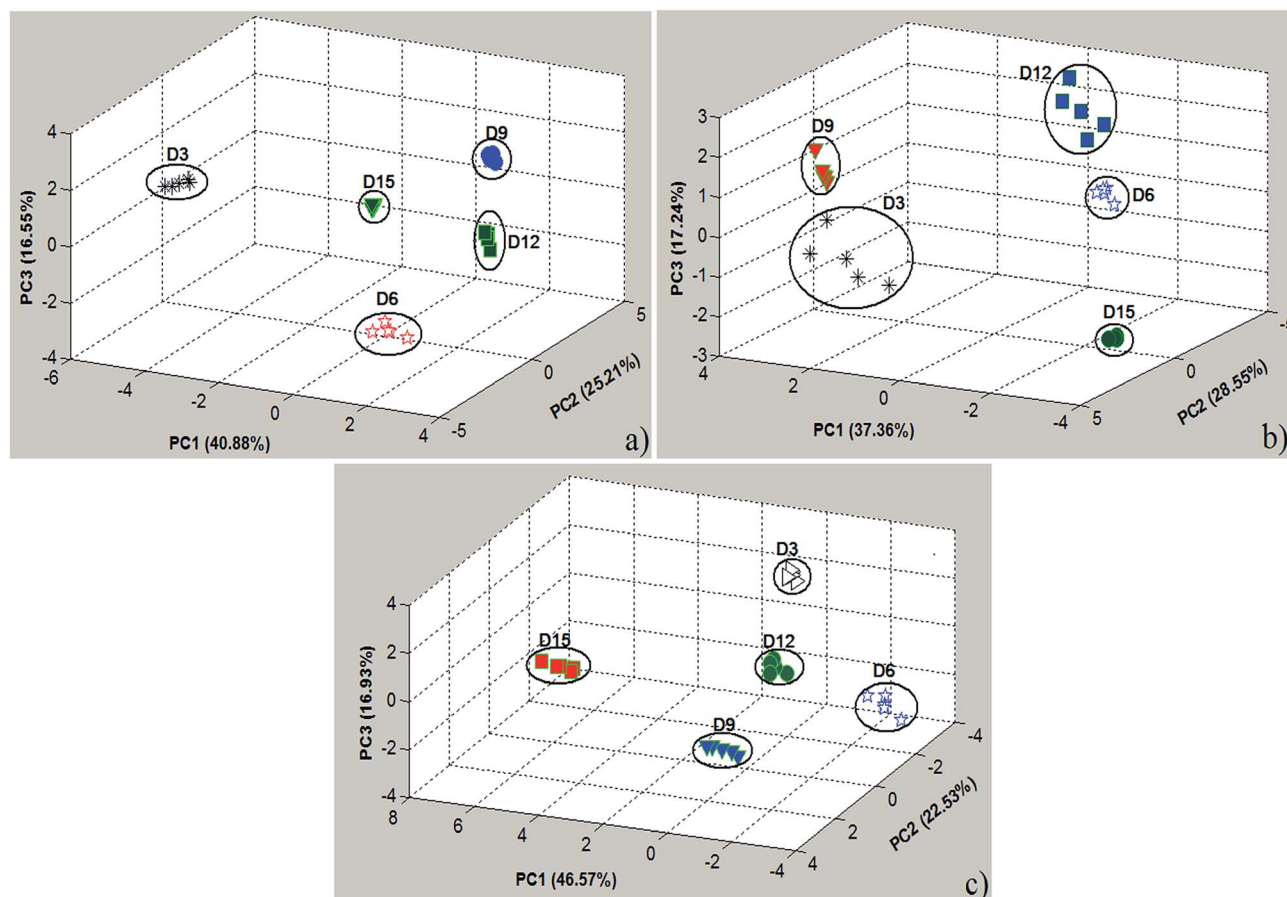 D3
D9
D15
D12
D6
4
2
0
-2
-4
PC3 (16.55%)
-6
-4
-2
0
2
4
PC1 (40.88%)
-5
0
5
PC2 (25.21%)
a)
D12
D9
D6
D3
D15
3
2
1
0
-1
-2
-3
PC3 (17.24%)
4
2
0
-2
-4
PC1 (37.36%)
5
0
PC2 (28.55%)
b)
D3
D15
D12
D6
D9
4
2
0
-2
-4
PC3 (16.93%)
8
6
4
2
0
-2
-4
PC1 (46.57%)
4
2
0
-2
-4
PC2 (22.53%)
c)